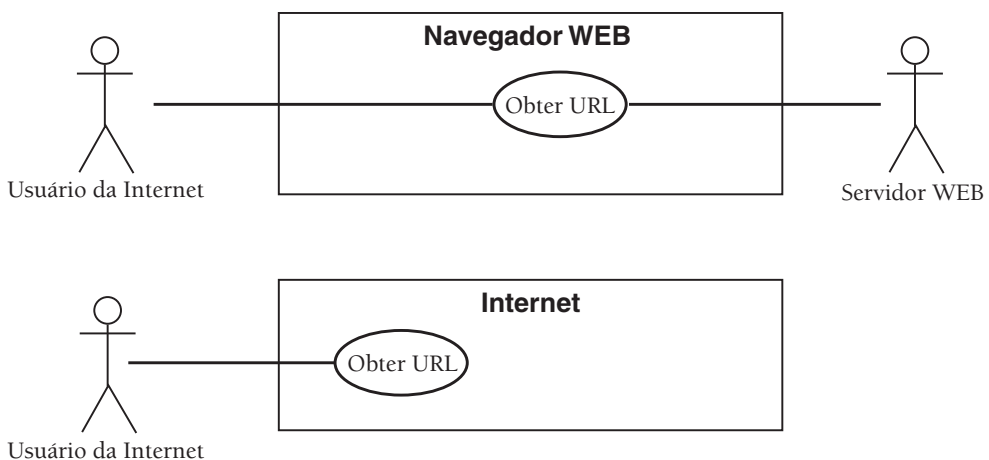 Navegador WEB
Obter URL
Usuário da Internet
Servidor WEB
Internet
Obter URL
Usuário da Internet